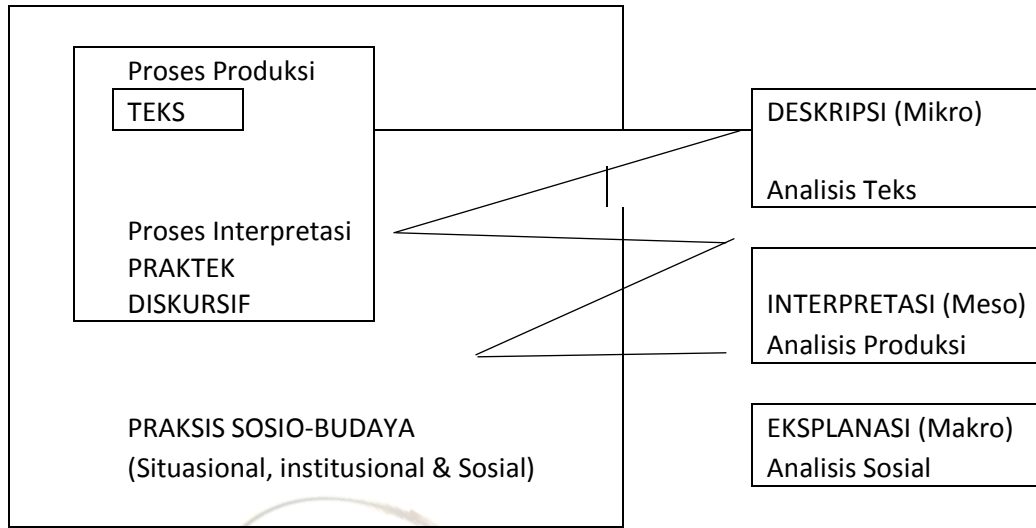 Proses Produksi
TEKS
Proses Interpretasi
PRAKTEK
DISKURSIF
PRAKSIS SOSIO-BUDAYA
(Situasional, institusional & Sosial)
DESKRIPSI (Mikro)
Analisis Teks
INTERPRETASI (Meso)
Analisis Produksi
EKSPLANASI (Makro)
Analisis Sosial